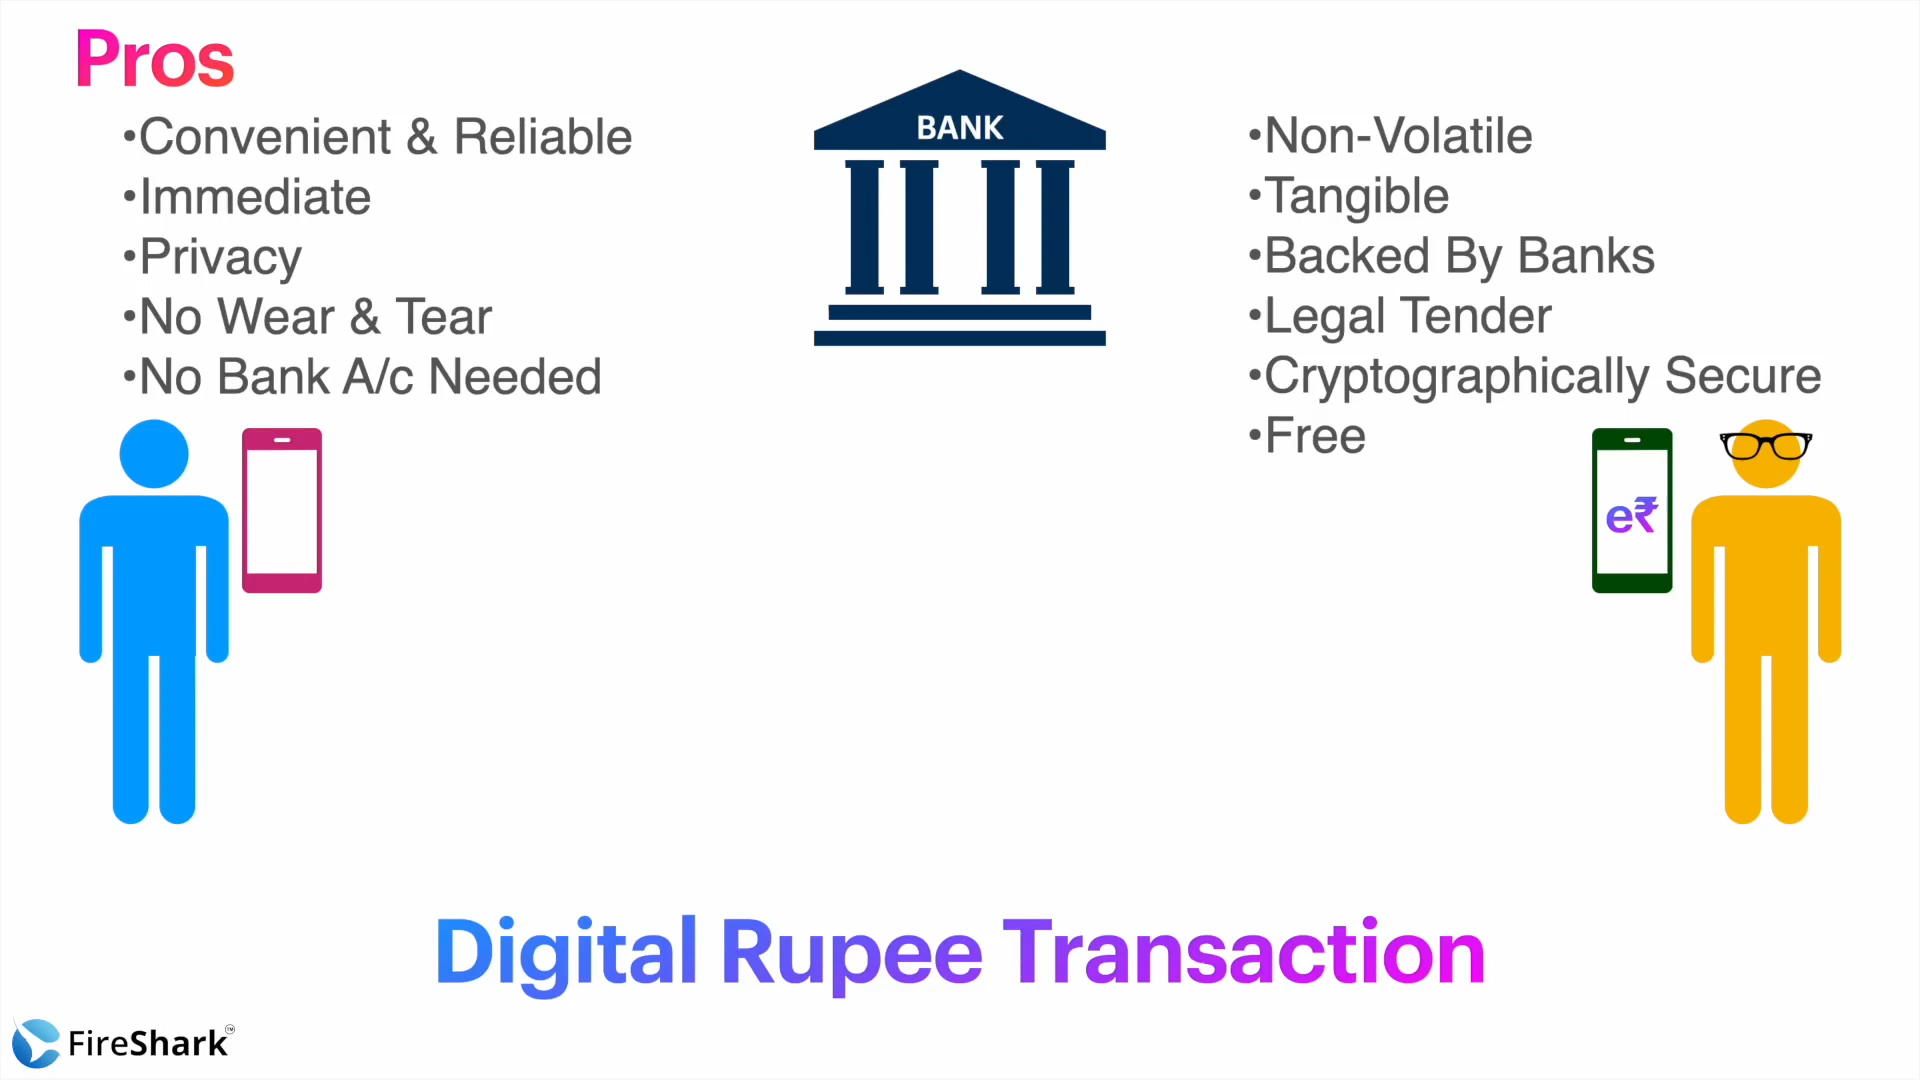 Pros
•Convenient & Reliable
•Immediate
•Privacy
•No Wear & Tear
•No Bank A/c Needed
BANK
•Non-Volatile
•Tangible
•Backed By Banks
•Legal Tender
•Cryptographically Secure
•Free
e₹
Digital Rupee Transaction
FireShark™